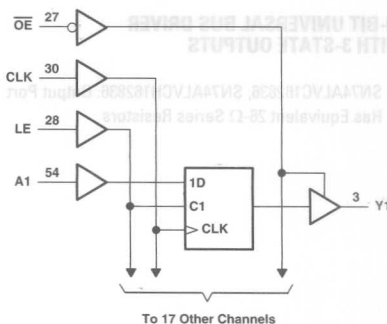 -BIT UNIVERSAL BUS DRIVER
WITH 3-STATE OUTPUTS
OE 27
CLK 30
SN74ALVC162836, SN74ALVCH162836: Output Port
Has Equivalent 26-Ω Series Resistors
LE 28
A1 54
1D
C1
CLK
3 Y1
To 17 Other Channels